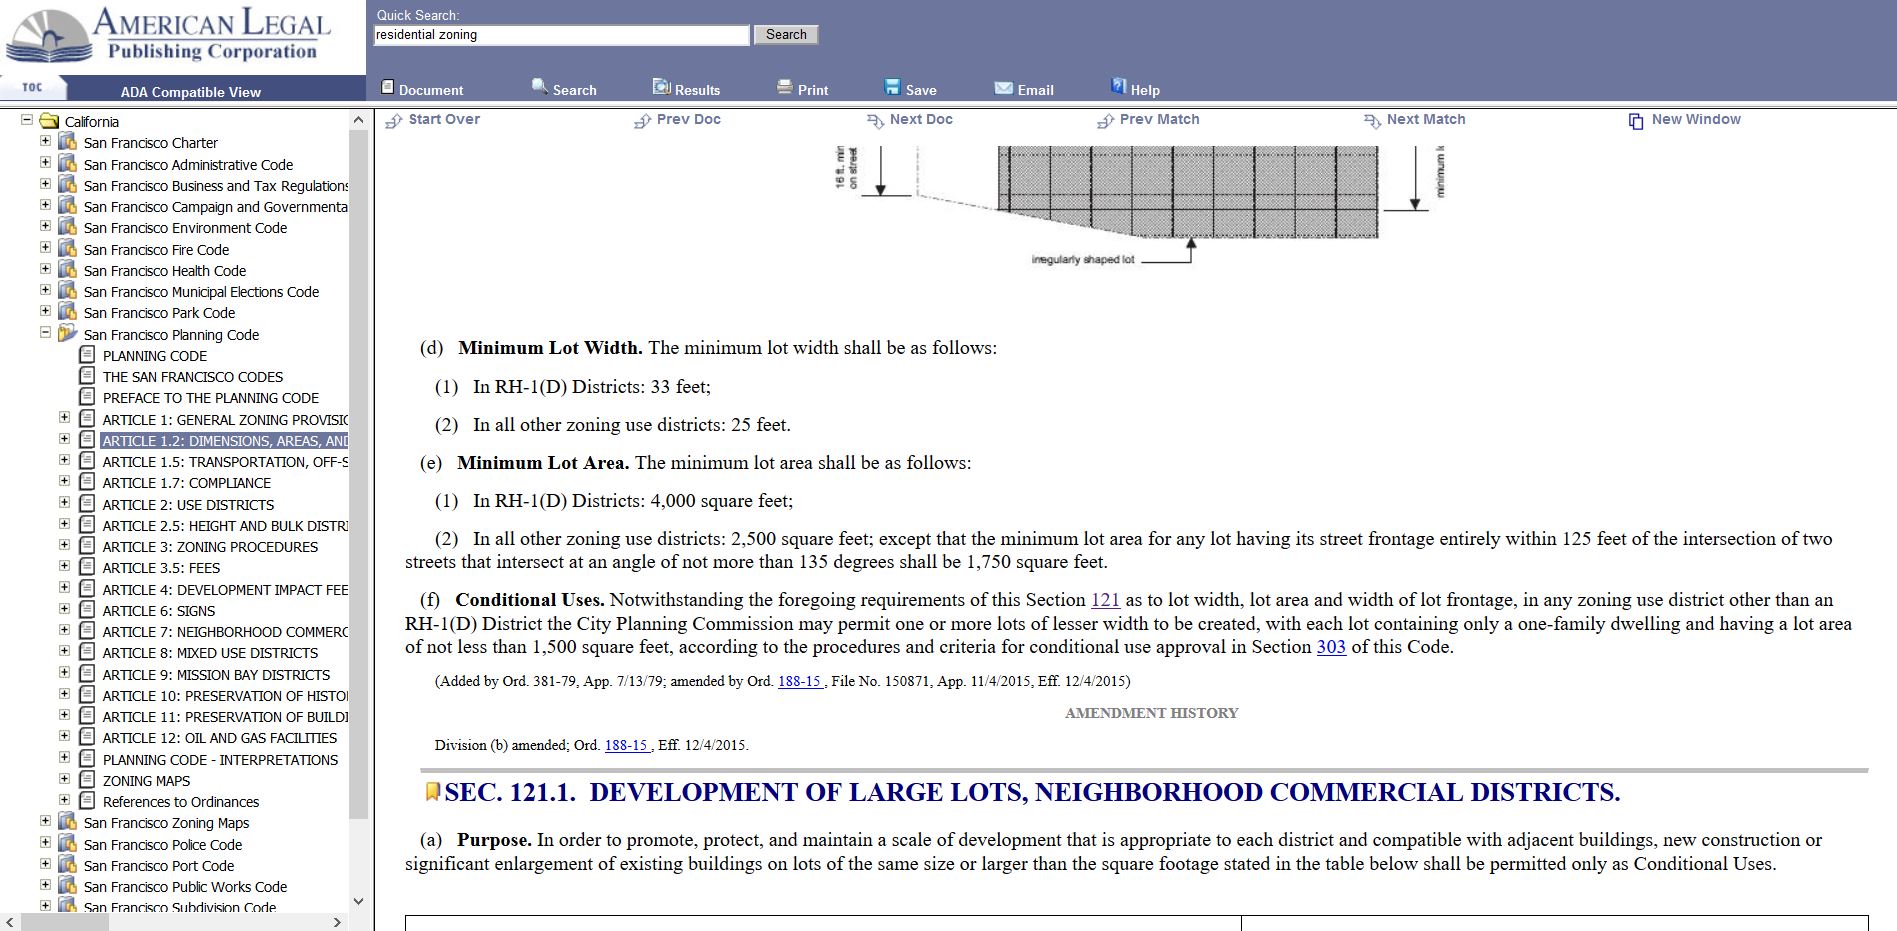 AMERICAN LEGAL
Publishing Corporation
Quick Search:
residential zoning
Search
TOC
ADA Compatible View
Document
Search
Results
Print
Save
Email
Help
California
San Francisco Charter
San Francisco Administrative Code
San Francisco Business and Tax Regulations
San Francisco Campaign and Governmenta
San Francisco Environment Code
San Francisco Fire Code
San Francisco Health Code
San Francisco Municipal Elections Code
San Francisco Park Code
San Francisco Planning Code
PLANNING CODE
THE SAN FRANCISCO CODES
PREFACE TO THE PLANNING CODE
ARTICLE 1: GENERAL ZONING PROVISIO
ARTICLE 1.2: DIMENSIONS, AREAS, AND
ARTICLE 1.5: TRANSPORTATION, OFF-S
ARTICLE 1.7: COMPLIANCE
ARTICLE 2: USE DISTRICTS
ARTICLE 2.5: HEIGHT AND BULK DISTRI
ARTICLE 3: ZONING PROCEDURES
ARTICLE 3.5: FEES
ARTICLE 4: DEVELOPMENT IMPACT FEE
ARTICLE 6: SIGNS
ARTICLE 7: NEIGHBORHOOD COMMERC
ARTICLE 8: MIXED USE DISTRICTS
ARTICLE 9: MISSION BAY DISTRICTS
ARTICLE 10: PRESERVATION OF HISTO
ARTICLE 11: PRESERVATION OF BUILDI
ARTICLE 12: OIL AND GAS FACILITIES
PLANNING CODE - INTERPRETATIONS
ZONING MAPS
References to Ordinances
San Francisco Zoning Maps
San Francisco Police Code
San Francisco Port Code
San Francisco Public Works Code
San Francisco Subdivision Code
Start Over
Prev Doc
Next Doc
Prev Match
Next Match
New Window
16 ft. min
on street
minimum
irregularly shaped lot
(d) Minimum Lot Width. The minimum lot width shall be as follows:
(1) In RH-1(D) Districts: 33 feet;
(2) In all other zoning use districts: 25 feet.
(e) Minimum Lot Area. The minimum lot area shall be as follows:
(1) In RH-1(D) Districts: 4,000 square feet;
(2) In all other zoning use districts: 2,500 square feet; except that the minimum lot area for any lot having its street frontage entirely within 125 feet of the intersection of two
streets that intersect at an angle of not more than 135 degrees shall be 1,750 square feet.
(f) Conditional Uses. Notwithstanding the foregoing requirements of this Section 121 as to lot width, lot area and width of lot frontage, in any zoning use district other than an
RH-1(D) District the City Planning Commission may permit one or more lots of lesser width to be created, with each lot containing only a one-family dwelling and having a lot area
of not less than 1,500 square feet, according to the procedures and criteria for conditional use approval in Section 303 of this Code.
(Added by Ord. 381-79, App. 7/13/79; amended by Ord. 188-15 , File No. 150871, App. 11/4/2015, Eff. 12/4/2015)
AMENDMENT HISTORY
Division (b) amended; Ord. 188-15 , Eff. 12/4/2015.
SEC. 121.1. DEVELOPMENT OF LARGE LOTS, NEIGHBORHOOD COMMERCIAL DISTRICTS.
(a) Purpose. In order to promote, protect, and maintain a scale of development that is appropriate to each district and compatible with adjacent buildings, new construction or
significant enlargement of existing buildings on lots of the same size or larger than the square footage stated in the table below shall be permitted only as Conditional Uses.